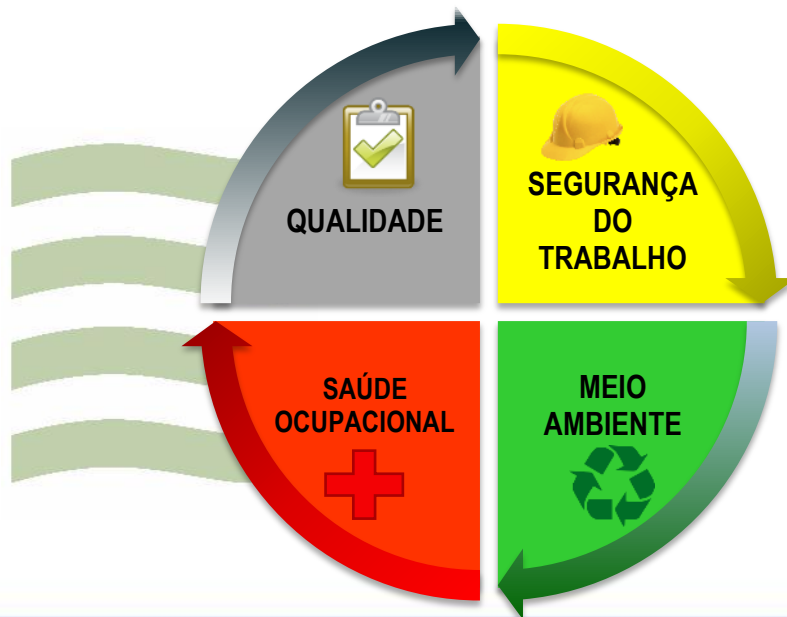 QUALIDADE
SEGURANÇA
DO
TRABALHO
SAÚDE
OCUPACIONAL
MEIO
AMBIENTE